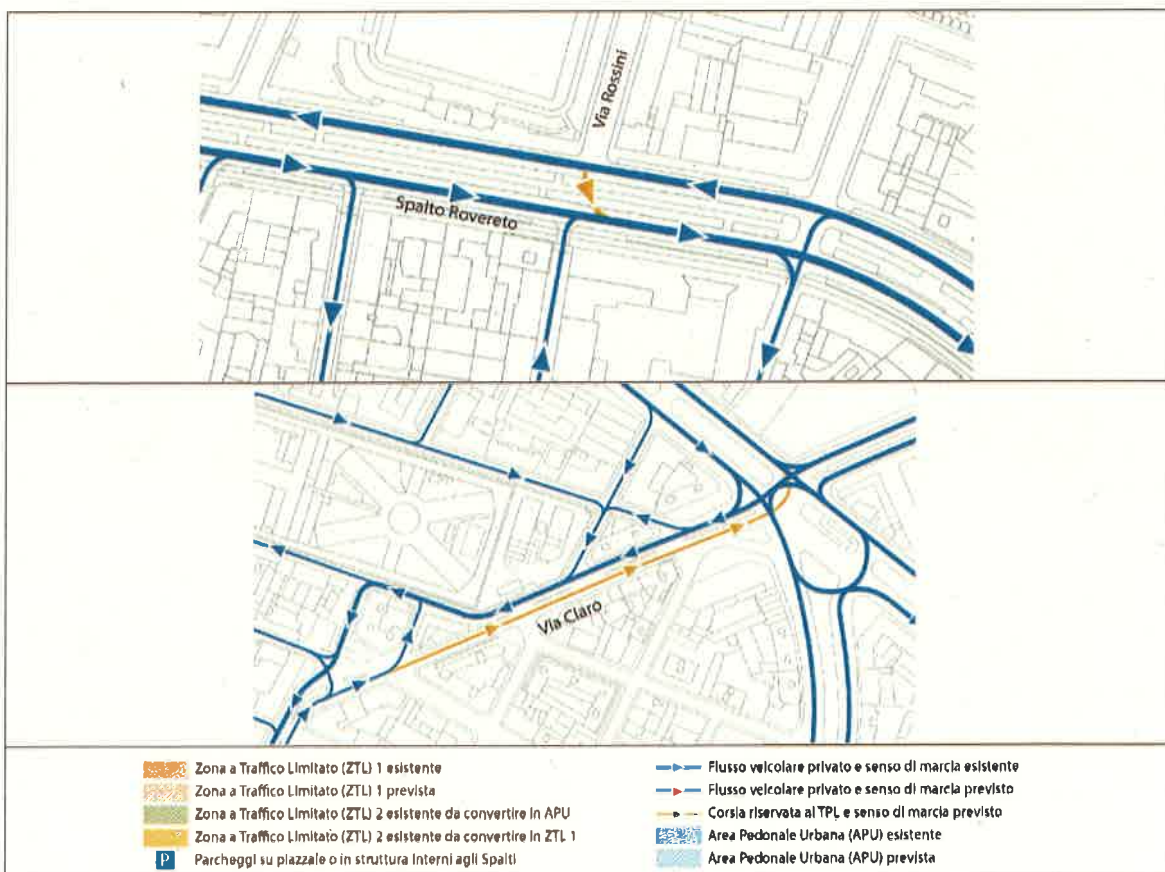 Via Rossini
Spalto Rovereto
Via Claro
Zona a Traffico Limitato (ZTL) 1 esistente
Zona a Traffico Limitato (ZTL) 1 prevista
Zona a Traffico Limitato (ZTL) 2 esistente da convertire in APU
Zona a Traffico Limitato (ZTL) 2 esistente da convertire in ZTL 1
P Parcheggi su piazzale o in struttura interni agli Spalti
Flusso veicolare privato e senso di marcia esistente
Flusso veicolare privato e senso di marcia previsto
Corsia riservata al TPL e senso di marcia previsto
Area Pedonale Urbana (APU) esistente
Area Pedonale Urbana (APU) prevista